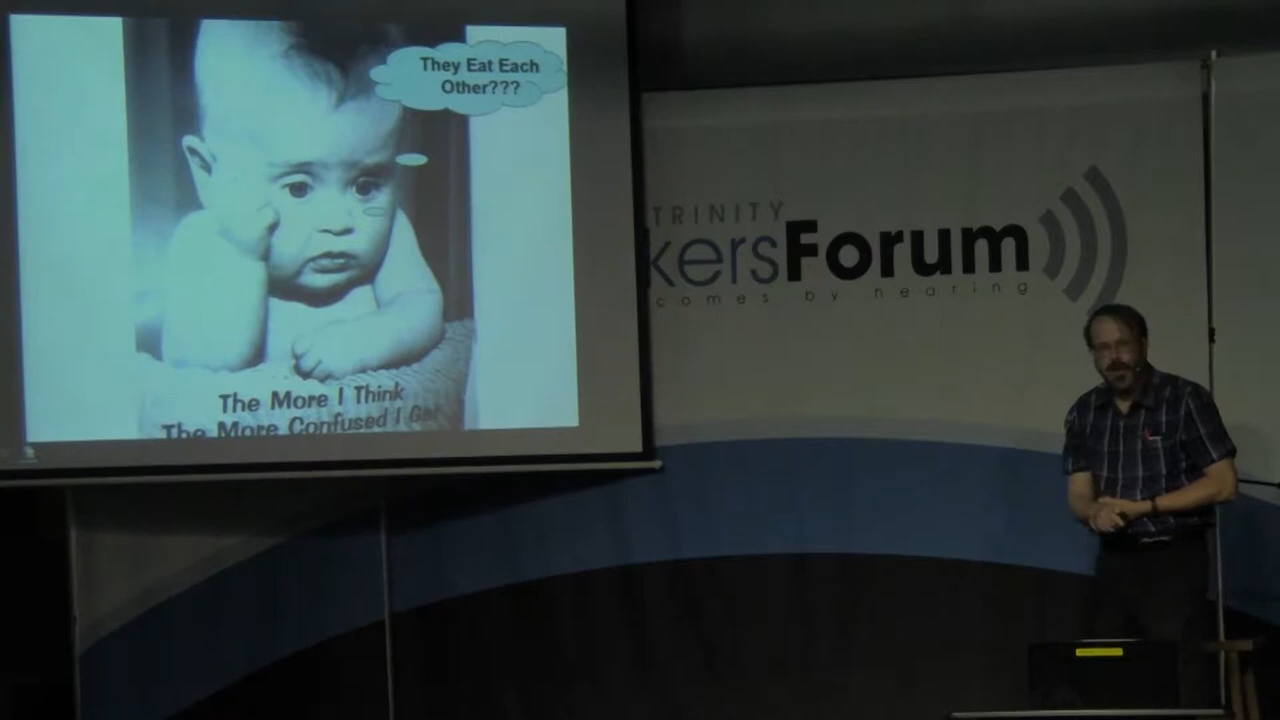 They Eat Each
Other???
The More I Think
The More Confused I Get
TRINITY
kersForum
comes by hearing